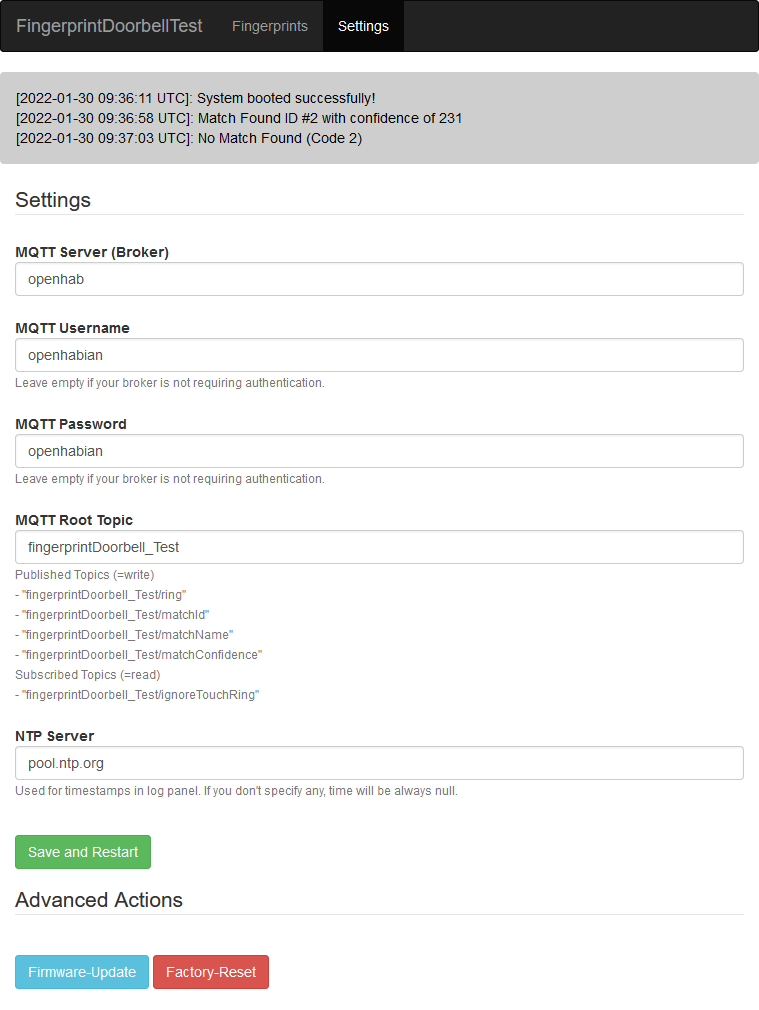 FingerprintDoorbellTest Fingerprints Settings
[2022-01-30 09:36:11 UTC]: System booted successfully!
[2022-01-30 09:36:58 UTC]: Match Found ID #2 with confidence of 231
[2022-01-30 09:37:03 UTC]: No Match Found (Code 2)
Settings
MQTT Server (Broker)
openhab
MQTT Username
openhabian
Leave empty if your broker is not requiring authentication.
MQTT Password
openhabian
Leave empty if your broker is not requiring authentication.
MQTT Root Topic
fingerprintDoorbell_Test
Published Topics (=write)
- "fingerprintDoorbell_Test/ring"
- "fingerprintDoorbell_Test/matchId"
- "fingerprintDoorbell_Test/matchName"
- "fingerprintDoorbell_Test/matchConfidence"
Subscribed Topics (=read)
- "fingerprintDoorbell_Test/ignoreTouchRing"
NTP Server
pool.ntp.org
Used for timestamps in log panel. If you don't specify any, time will be always null.
Save and Restart
Advanced Actions
Firmware-Update Factory-Reset